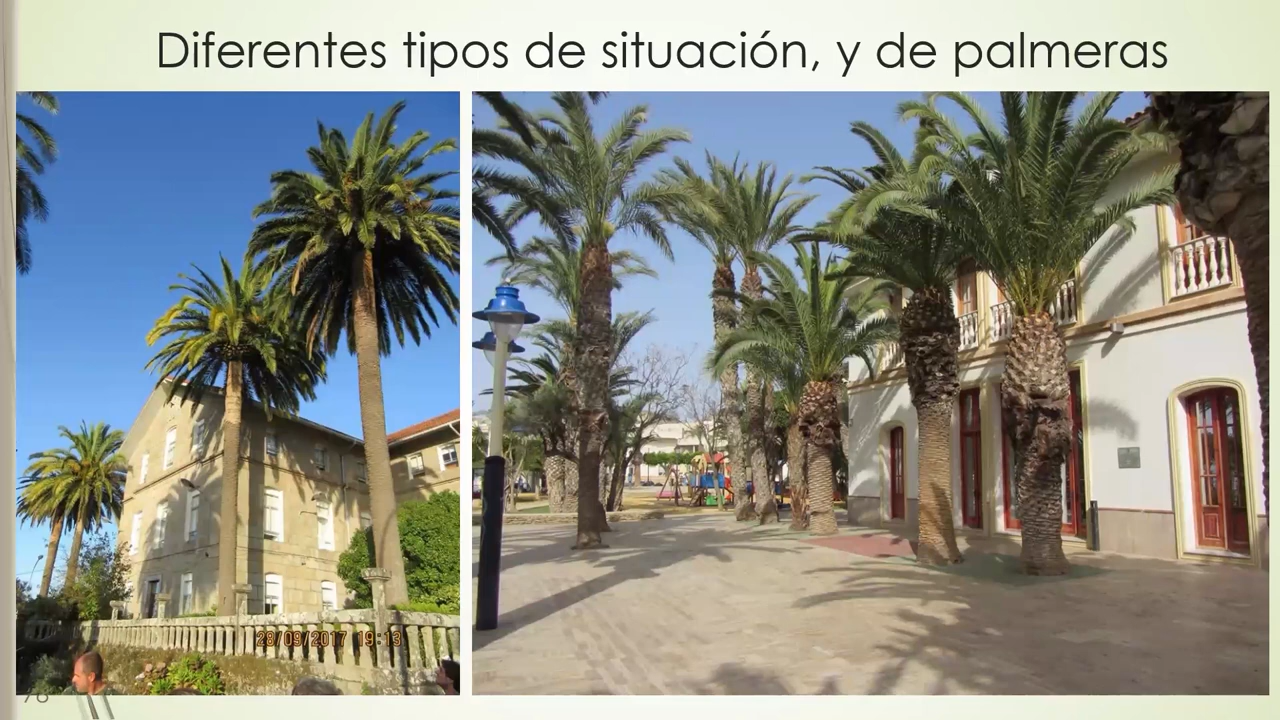 Diferentes tipos de situación, y de palmeras
28/09/2017 19:13